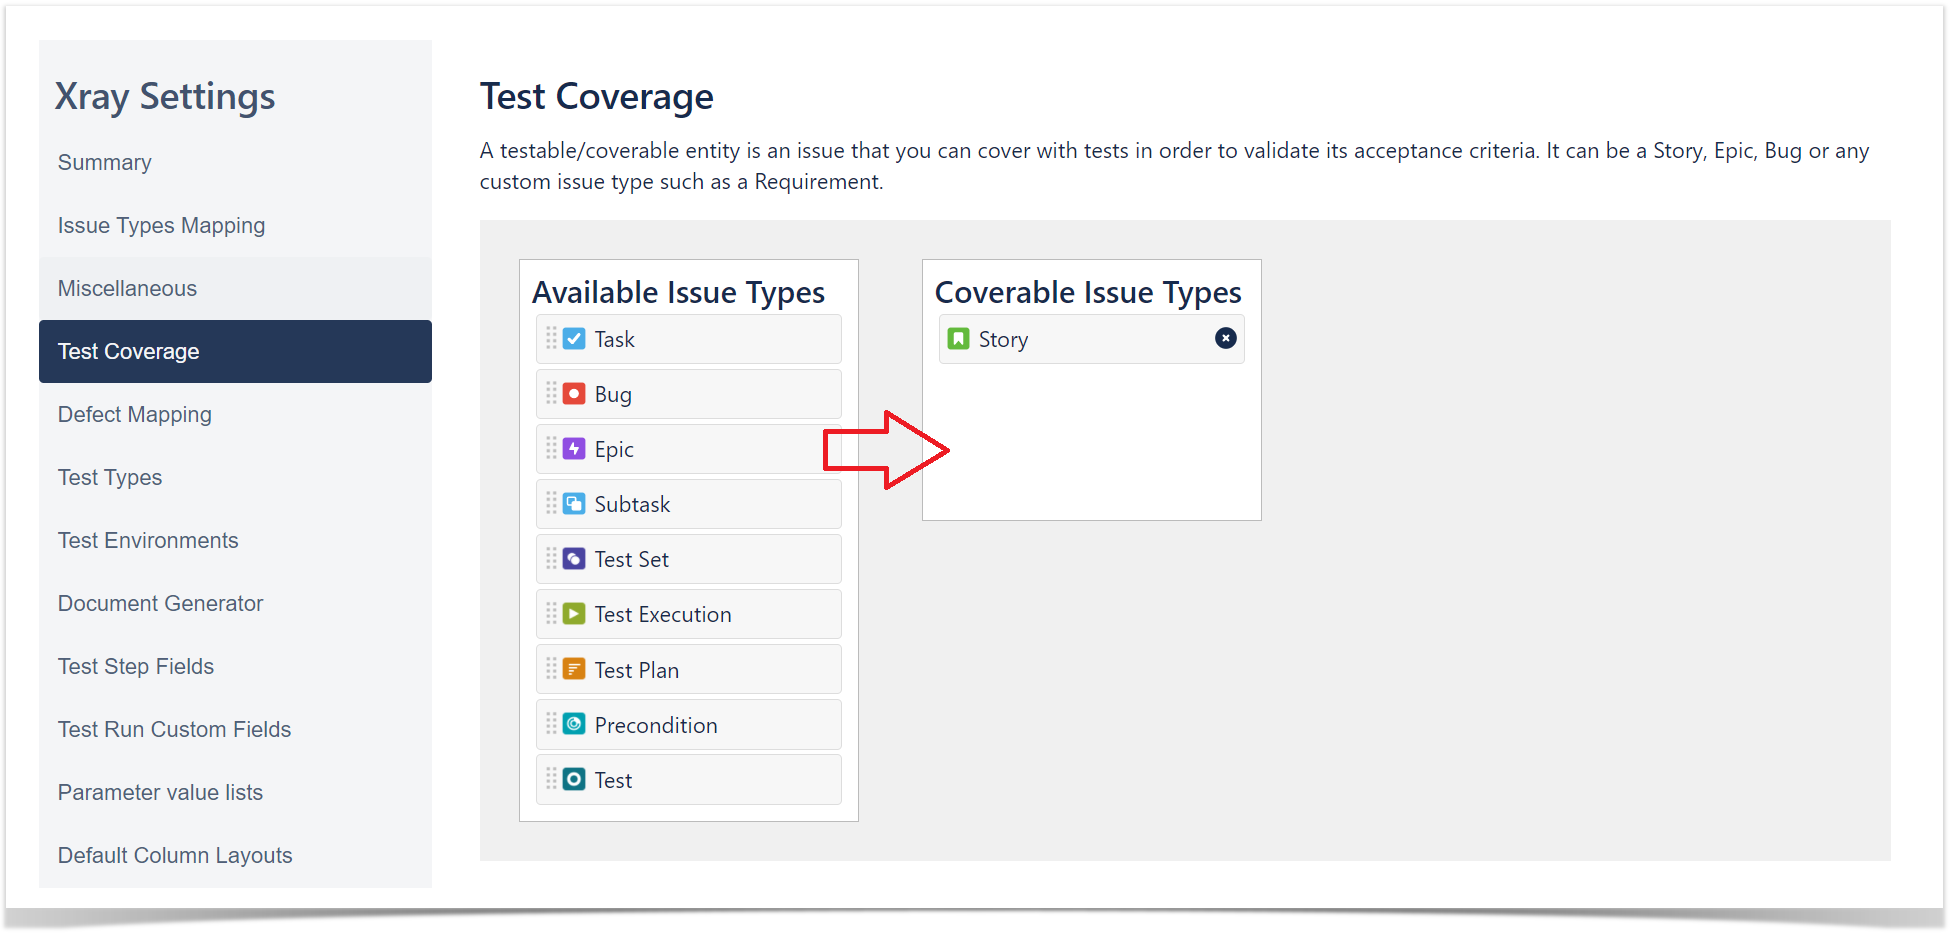 Xray Settings
Summary
Issue Types Mapping
Miscellaneous
Test Coverage
Defect Mapping
Test Types
Test Environments
Document Generator
Test Step Fields
Test Run Custom Fields
Parameter value lists
Default Column Layouts
Test Coverage
A testable/coverable entity is an issue that you can cover with tests in order to validate its acceptance criteria. It can be a Story, Epic, Bug or any
custom issue type such as a Requirement.
Available Issue Types
Task
Bug
Epic
Subtask
Test Set
Test Execution
Test Plan
Precondition
Test
Coverable Issue Types
Story